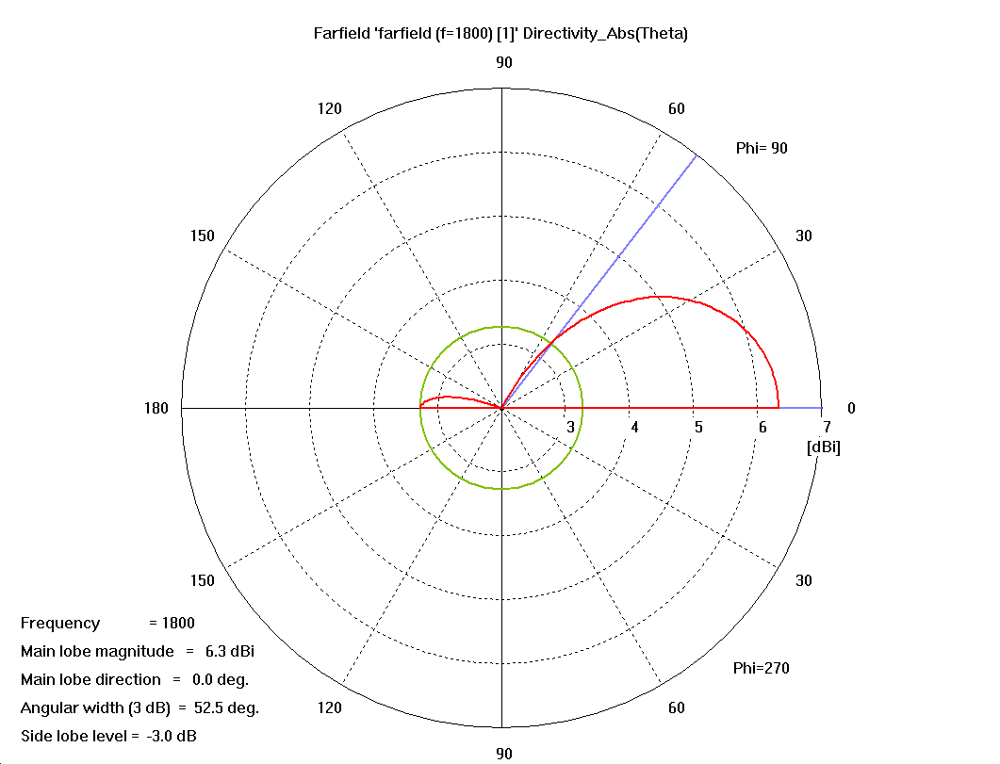 Farfield 'farfield (f=1800) [1]' Directivity_Abs(Theta)
90
120
60
Phi= 90
150
30
180
0
3
4
5
6
7
[dBi]
150
30
Frequency = 1800
Main lobe magnitude = 6.3 dBi
Phi=270
Main lobe direction = 0.0 deg.
Angular width (3 dB) = 52.5 deg.
120
60
Side lobe level = -3.0 dB
90